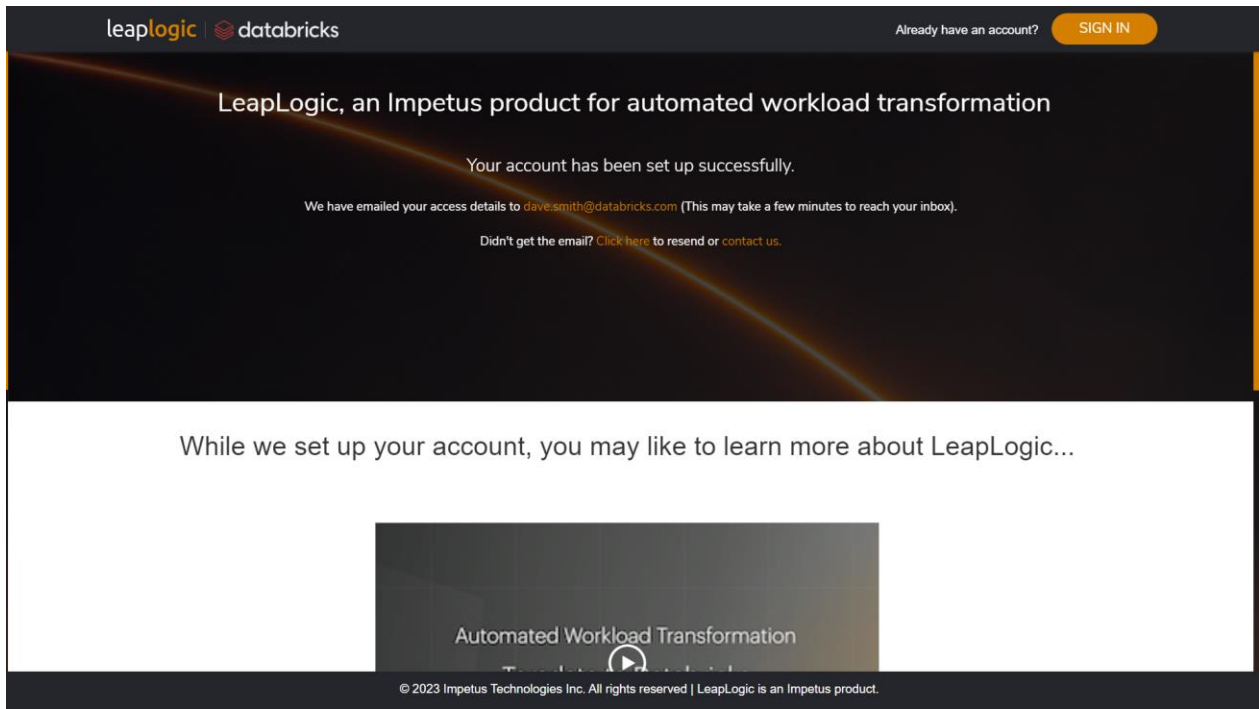 leaplogic databricks Already have an account? SIGN IN
LeapLogic, an Impetus product for automated workload transformation
Your account has been set up successfully.
We have emailed your access details to dave.smith@databricks.com (This may take a few minutes to reach your inbox).
Didn't get the email? Click here to resend or contact us.
While we set up your account, you may like to learn more about LeapLogic...
Automated Workload Transformation
© 2023 Impetus Technologies Inc. All rights reserved | LeapLogic is an Impetus product.